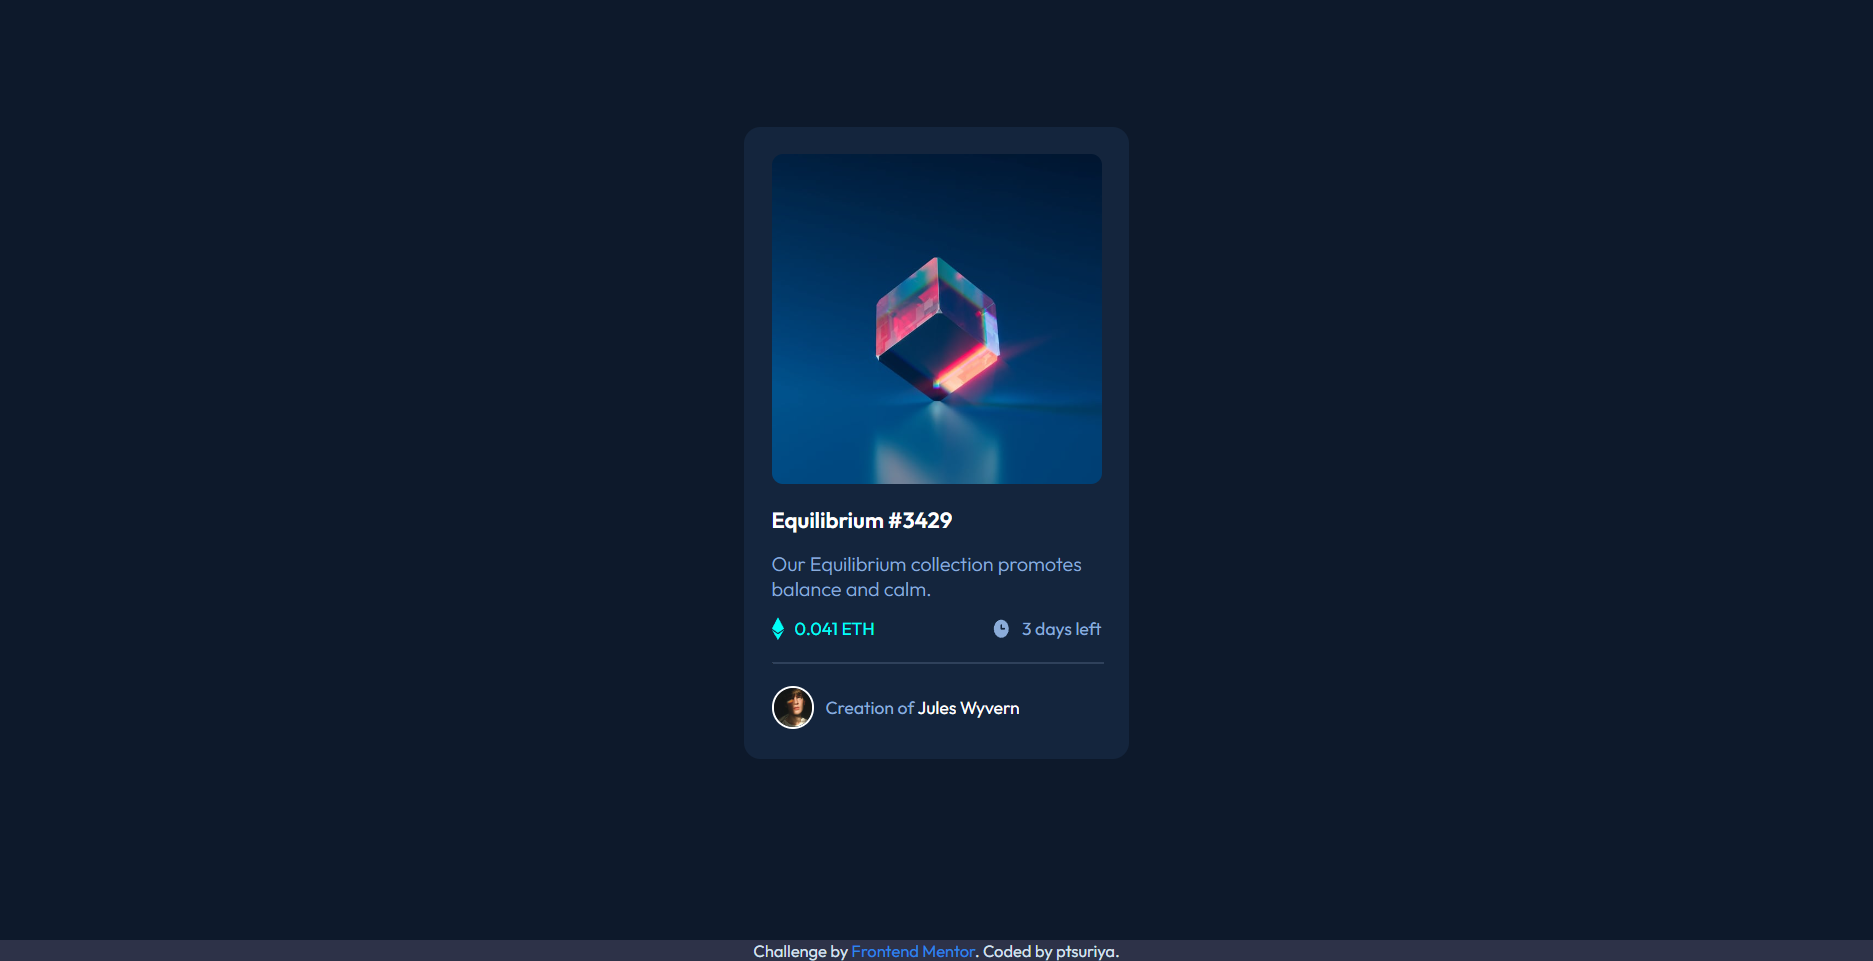 Equilibrium #3429
Our Equilibrium collection promotes
balance and calm.
0.041 ETH
3 days left
Creation of Jules Wyvern
Challenge by Frontend Mentor. Coded by ptsuriya.